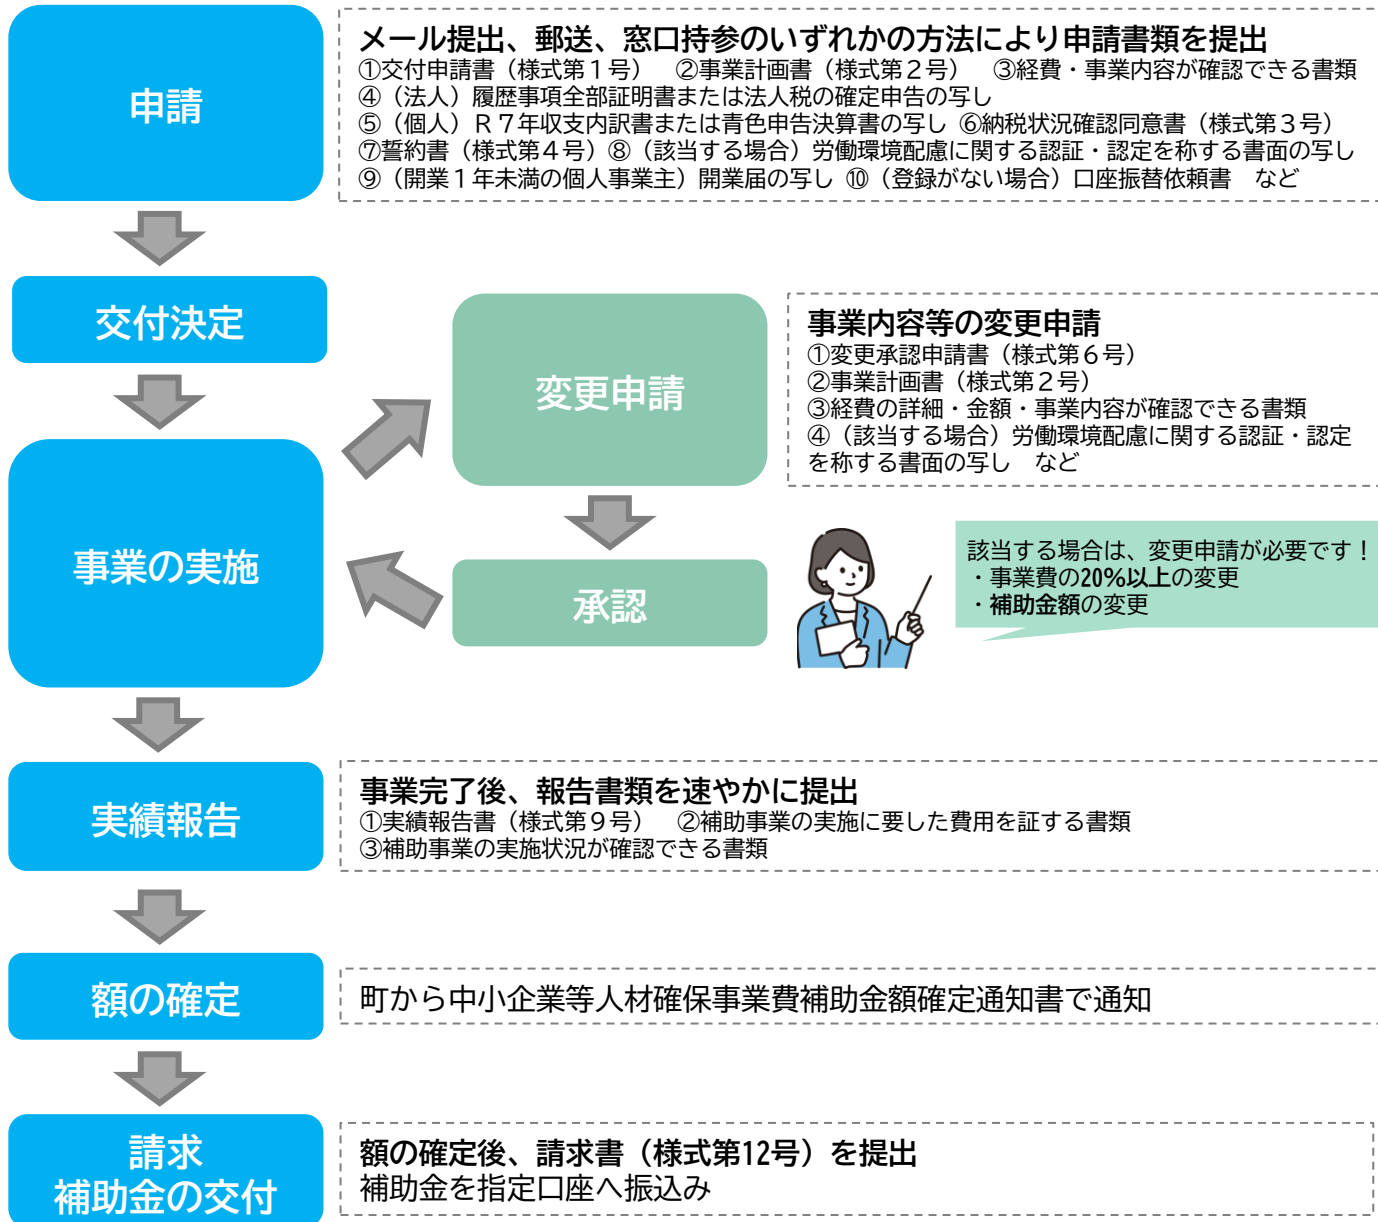 申請
メール提出、郵送、窓口持参のいずれかの方法により申請書類を提出
①交付申請書（様式第１号）　②事業計画書（様式第２号）　③経費・事業内容が確認できる書類
④（法人）履歴事項全部証明書または法人税の確定申告の写し
⑤（個人）Ｒ７年収支内訳書または青色申告決算書の写し ⑥納税状況確認同意書（様式第３号）
⑦誓約書（様式第４号）⑧（該当する場合）労働環境配慮に関する認証・認定を称する書面の写し
⑨（開業１年未満の個人事業主）開業届の写し ⑩（登録がない場合）口座振替依頼書　など
交付決定
変更申請
事業内容等の変更申請
①変更承認申請書（様式第６号）
②事業計画書（様式第２号）
③経費の詳細・金額・事業内容が確認できる書類
④（該当する場合）労働環境配慮に関する認証・認定
を称する書面の写し　など
事業の実施
承認
該当する場合は、変更申請が必要です！
・事業費の20%以上の変更
・補助金額の変更
実績報告
事業完了後、報告書類を速やかに提出
①実績報告書（様式第９号）　②補助事業の実施に要した費用を証する書類
③補助事業の実施状況が確認できる書類
額の確定
町から中小企業等人材確保事業費補助金額確定通知書で通知
請求
補助金の交付
額の確定後、請求書（様式第12号）を提出
補助金を指定口座へ振込み